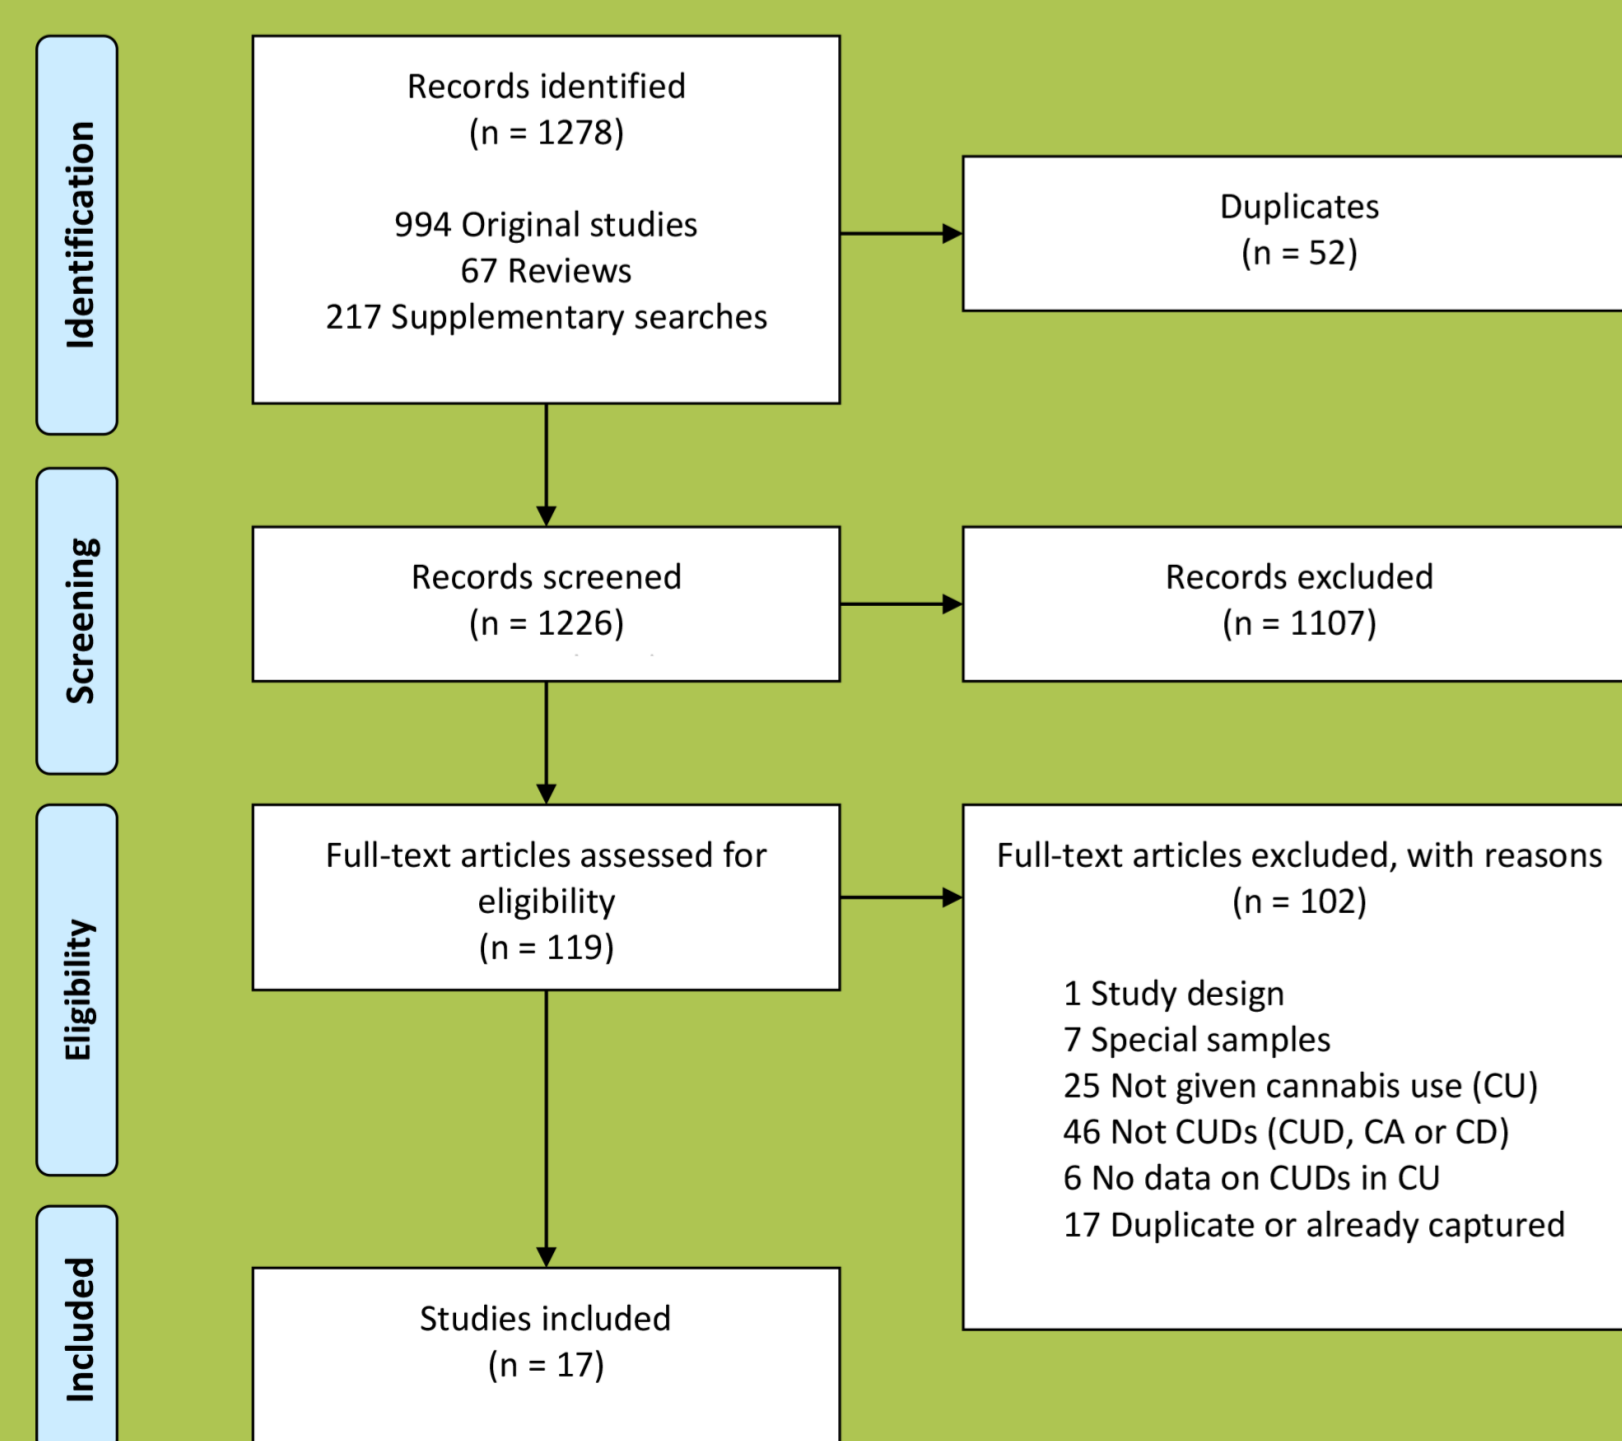 Identification
Records identified
(n = 1278)
994 Original studies
67 Reviews
217 Supplementary searches
Duplicates
(n = 52)
Screening
Records screened
(n = 1226)
Records excluded
(n = 1107)
Eligibility
Full-text articles assessed for
eligibility
(n = 119)
Full-text articles excluded, with reasons
(n = 102)
1 Study design
7 Special samples
25 Not given cannabis use (CU)
46 Not CUDs (CUD, CA or CD)
6 No data on CUDs in CU
17 Duplicate or already captured
Included
Studies included
(n = 17)